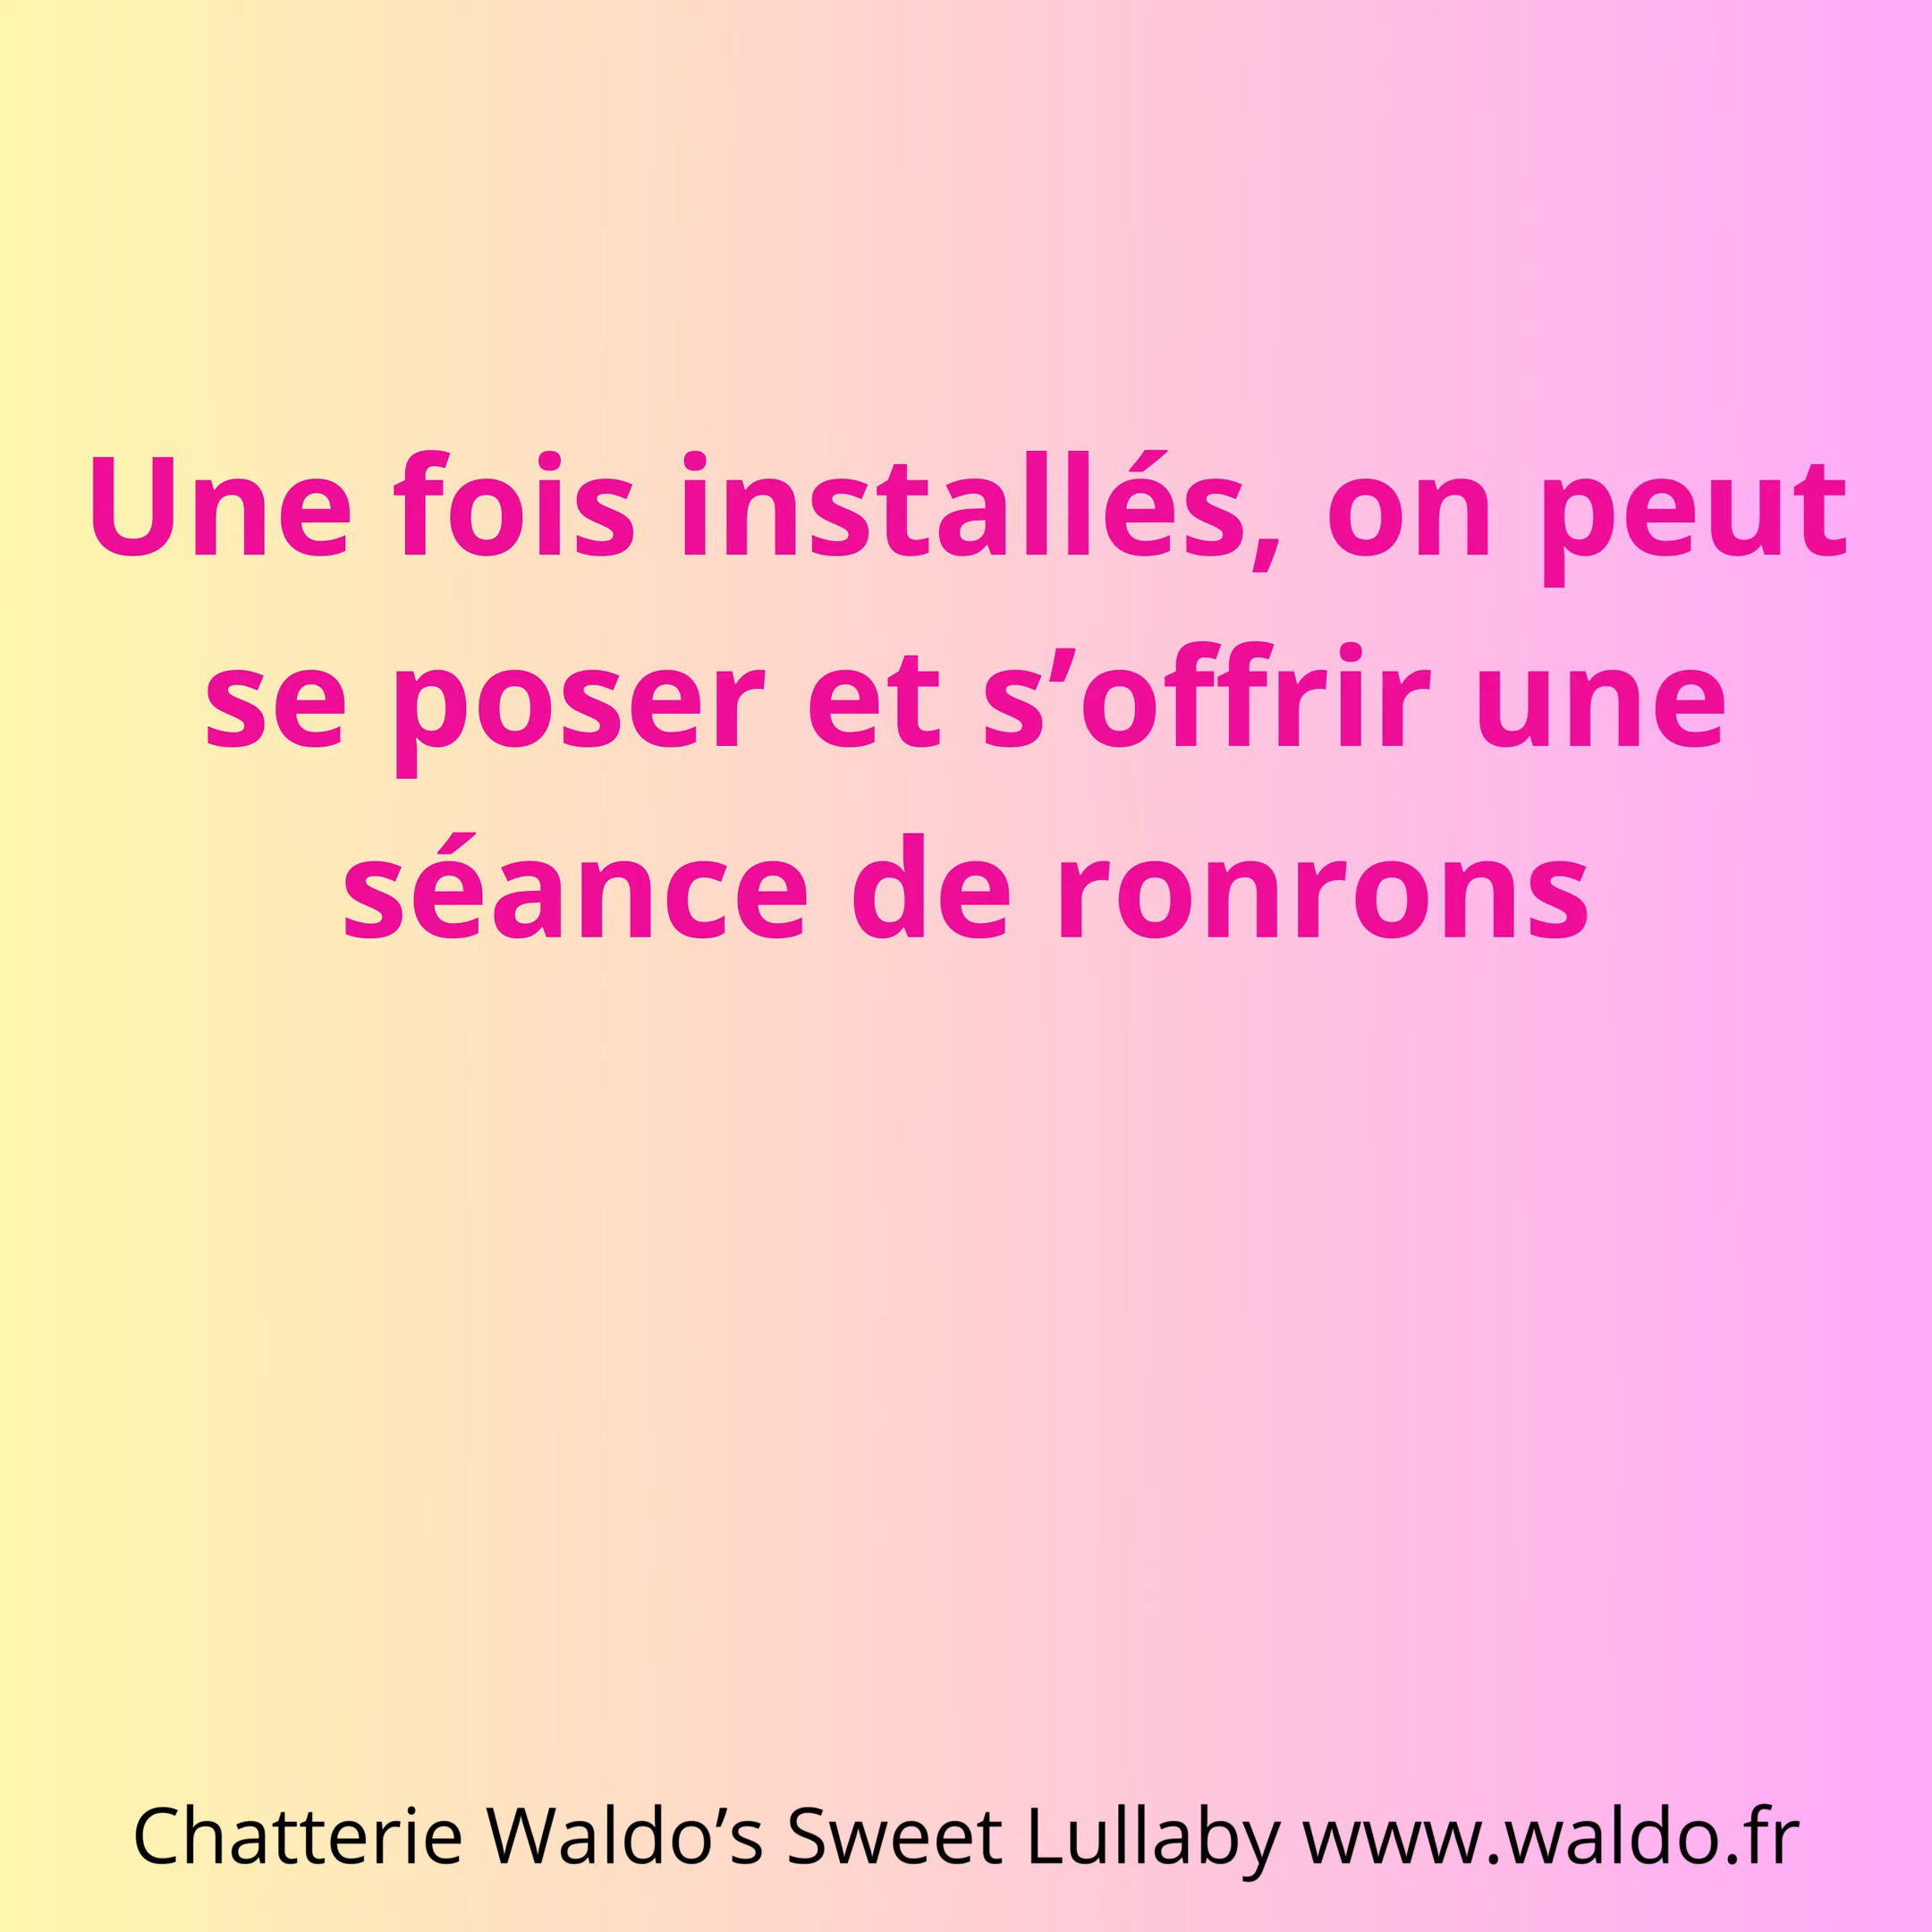 Une fois installés, on peut
se poser et s’offrir une
séance de ronrons
Chatterie Waldo’s Sweet Lullaby www.waldo.fr